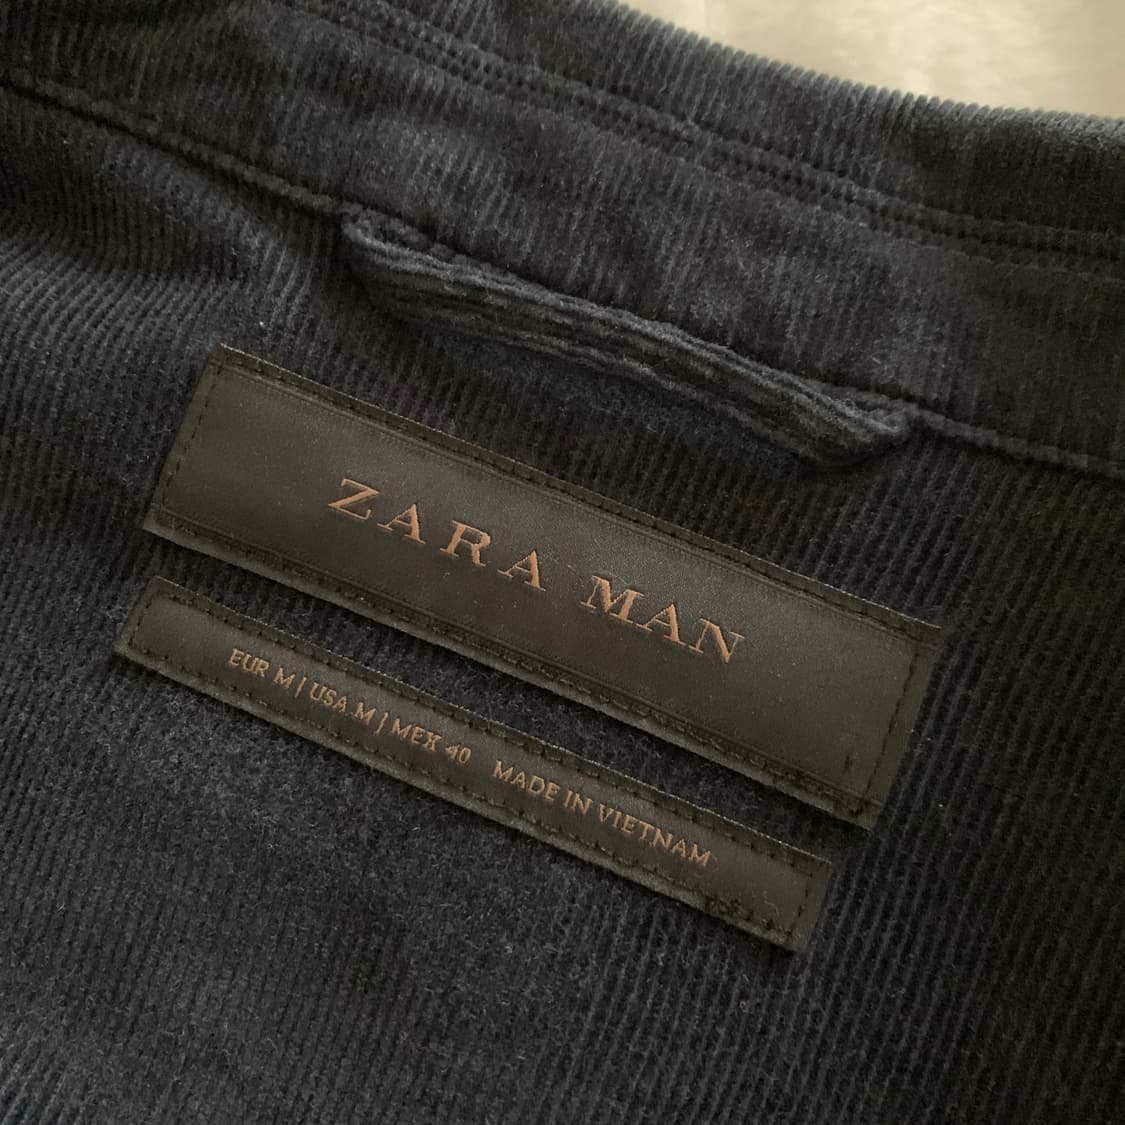 ZARA MAN
EUR M | USA M | MEX 40 MADE IN VIETNAM